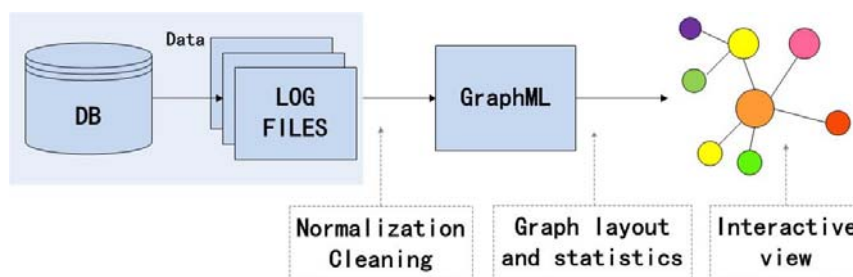 Data
DB
LOG
FILES
GraphML
Normalization
Cleaning
Graph layout
and statistics
Interactive
view